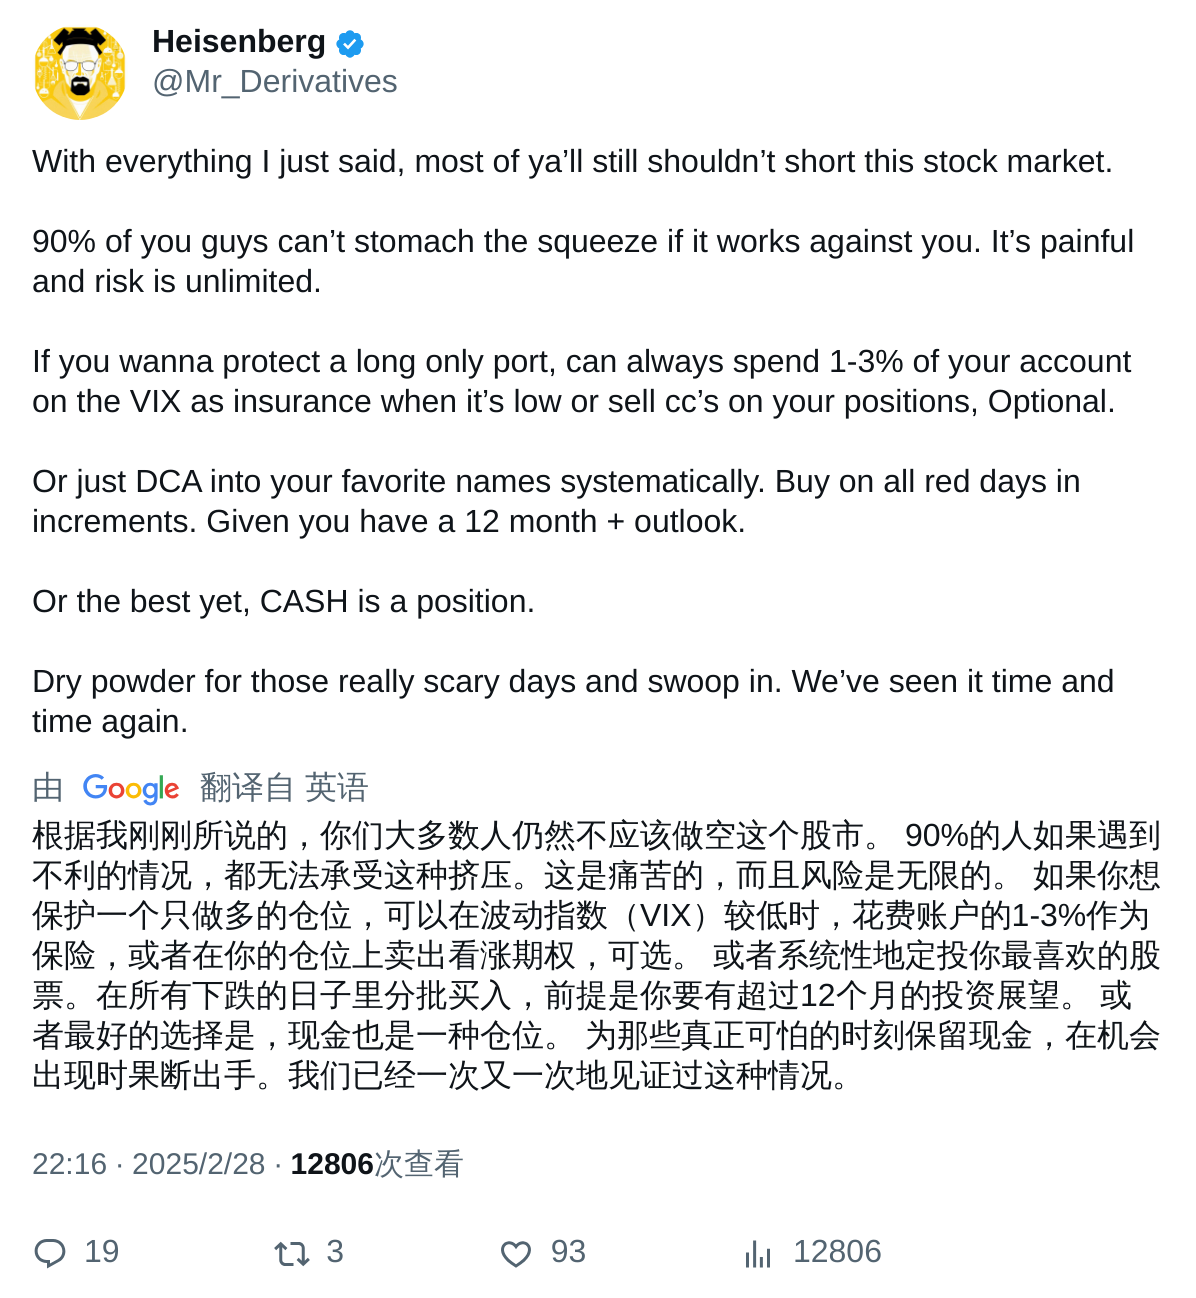 Heisenberg
@Mr_Derivatives
With everything I just said, most of ya’ll still shouldn’t short this stock market.
90% of you guys can’t stomach the squeeze if it works against you. It’s painful
and risk is unlimited.
If you wanna protect a long only port, can always spend 1-3% of your account
on the VIX as insurance when it’s low or sell cc’s on your positions, Optional.
Or just DCA into your favorite names systematically. Buy on all red days in
increments. Given you have a 12 month + outlook.
Or the best yet, CASH is a position.
Dry powder for those really scary days and swoop in. We’ve seen it time and
time again.
由 Google 翻译自 英语
根据我刚刚所说的，你们大多数人仍然不应该做空这个股市。 90%的人如果遇到
不利的情况，都无法承受这种挤压。这是痛苦的，而且风险是无限的。 如果你想
保护一个只做多的仓位，可以在波动指数（VIX）较低时，花费账户的1-3%作为
保险，或者在你的仓位上卖出看涨期权，可选。 或者系统性地定投你最喜欢的股
票。在所有下跌的日子里分批买入，前提是你要有超过12个月的投资展望。 或
者最好的选择是，现金也是一种仓位。 为那些真正可怕的时刻保留现金，在机会
出现时果断出手。我们已经一次又一次地见证过这种情况。
22:16 · 2025/2/28 · 12806次查看
19 3 93 12806